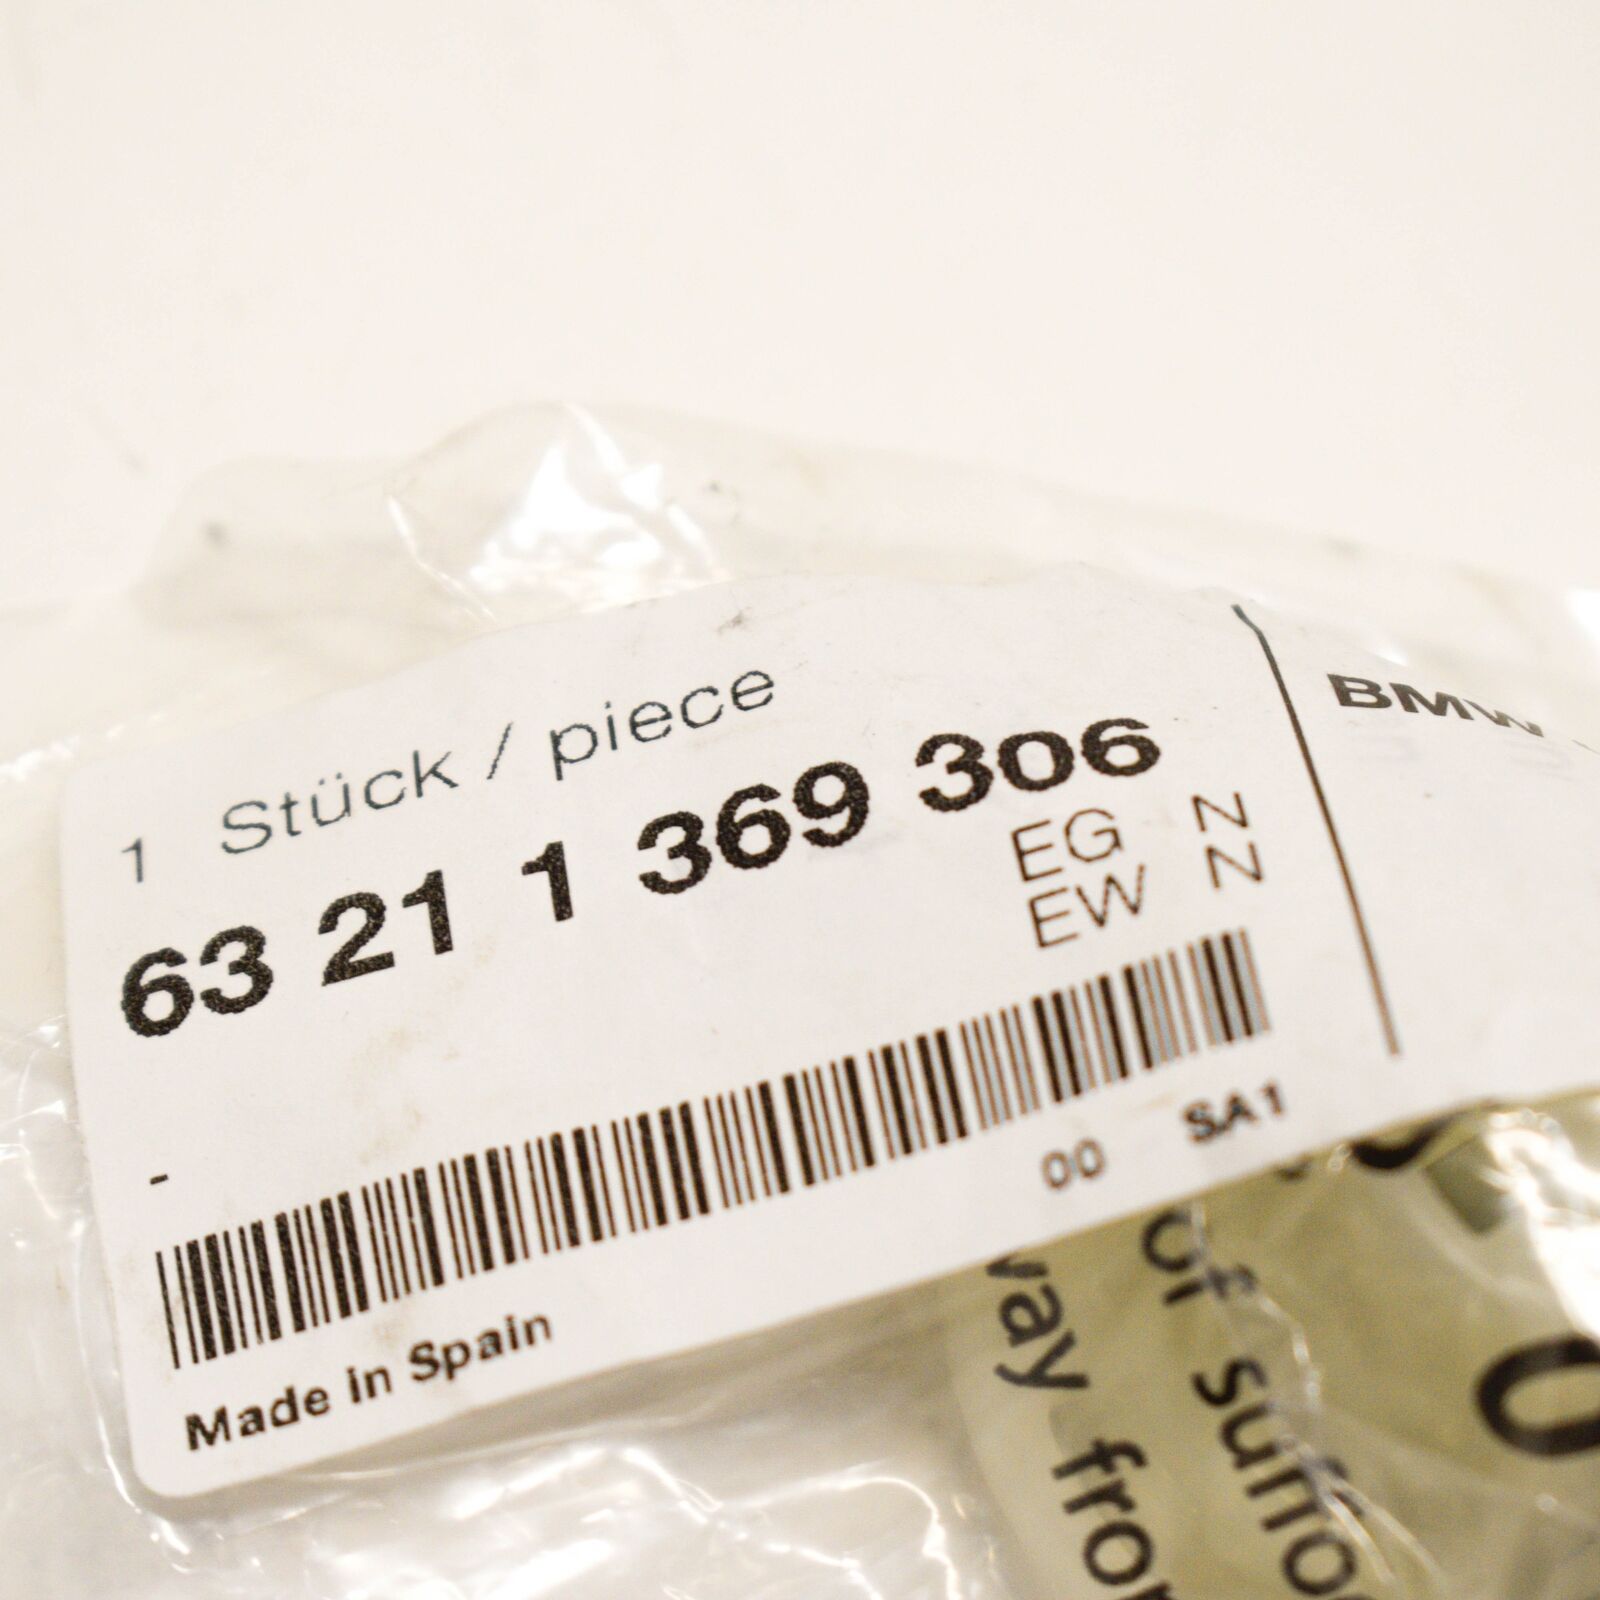 1 Stück / piece
63 21 1 369 306
EG N
EW N
-
00 SA1
Made in Spain
BMW
of
way from
0